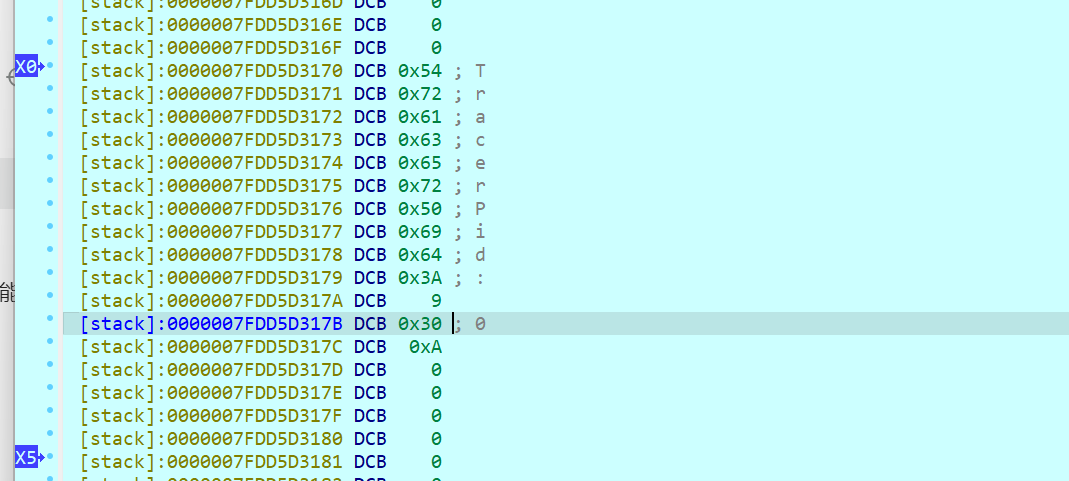 [stack]:0000007FDD5D316D DCB 0
[stack]:0000007FDD5D316E DCB 0
[stack]:0000007FDD5D316F DCB 0
X0
[stack]:0000007FDD5D3170 DCB 0x54 ; T
[stack]:0000007FDD5D3171 DCB 0x72 ; r
[stack]:0000007FDD5D3172 DCB 0x61 ; a
[stack]:0000007FDD5D3173 DCB 0x63 ; c
[stack]:0000007FDD5D3174 DCB 0x65 ; e
[stack]:0000007FDD5D3175 DCB 0x72 ; r
[stack]:0000007FDD5D3176 DCB 0x50 ; P
[stack]:0000007FDD5D3177 DCB 0x69 ; i
[stack]:0000007FDD5D3178 DCB 0x64 ; d
[stack]:0000007FDD5D3179 DCB 0x3A ; :
能
[stack]:0000007FDD5D317A DCB 9
[stack]:0000007FDD5D317B DCB 0x30 ; 0
[stack]:0000007FDD5D317C DCB 0xA
[stack]:0000007FDD5D317D DCB 0
[stack]:0000007FDD5D317E DCB 0
[stack]:0000007FDD5D317F DCB 0
[stack]:0000007FDD5D3180 DCB 0
X5
[stack]:0000007FDD5D3181 DCB 0